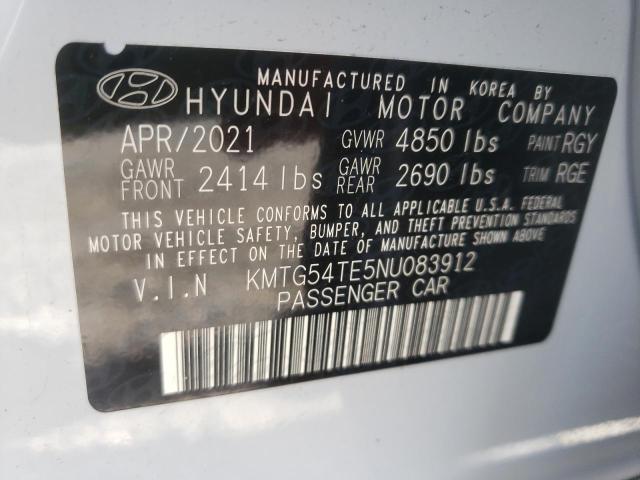 MANUFACTURED IN KOREA BY
HYUNDAI MOTOR COMPANY
APR/2021 GVWR 4850 lbs PAINT RGY
GAWR FRONT 2414 lbs GAWR REAR 2690 lbs TRIM RGE
THIS VEHICLE CONFORMS TO ALL APPLICABLE U.S.A. FEDERAL
MOTOR VEHICLE SAFETY, BUMPER, AND THEFT PREVENTION STANDARDS
IN EFFECT ON THE DATE OF MANUFACTURE SHOWN ABOVE.
V.I.N KMTG54TE5NU083912
PASSENGER CAR